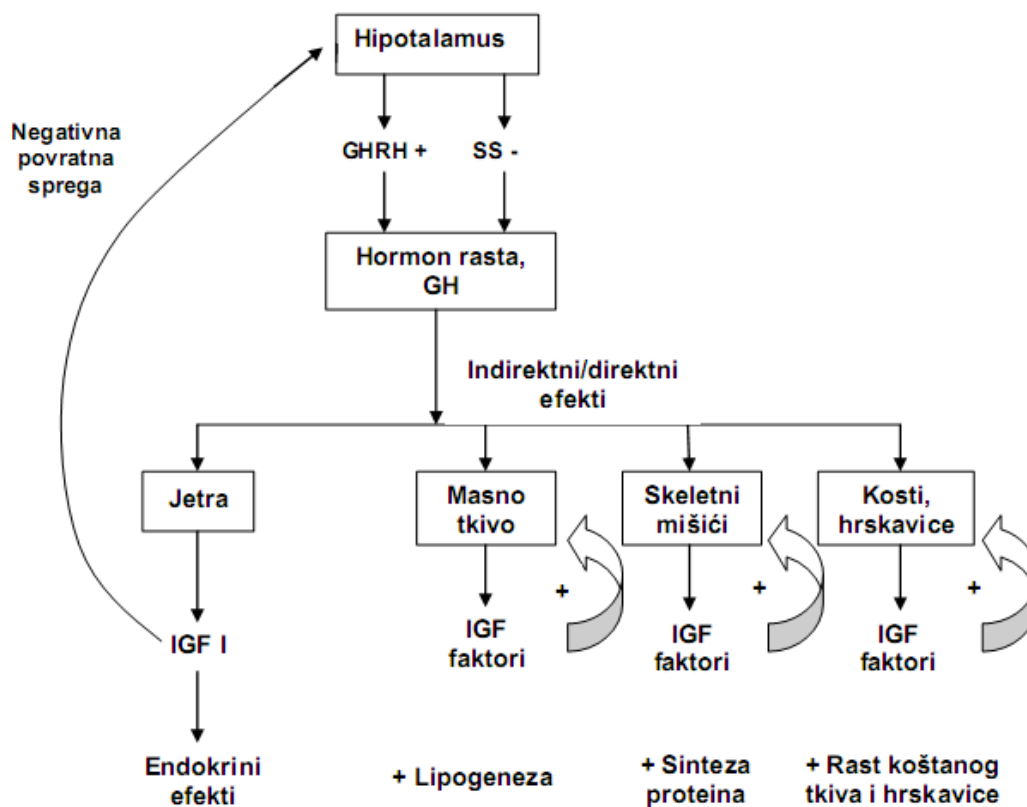 Hipotalamus
Negativna
povratna
sprega
GHRH +
SS -
Hormon rasta,
GH
Indirektni/direktni
efekti
Jetra
Masno
tkivo
Skeletni
mišići
Kosti,
hrskavice
+
+
+
IGF I
IGF
faktori
IGF
faktori
IGF
faktori
Endokrini
efekti
+ Lipogeneza
+ Sinteza
proteina
+ Rast koštanog
tkiva i hrskavice